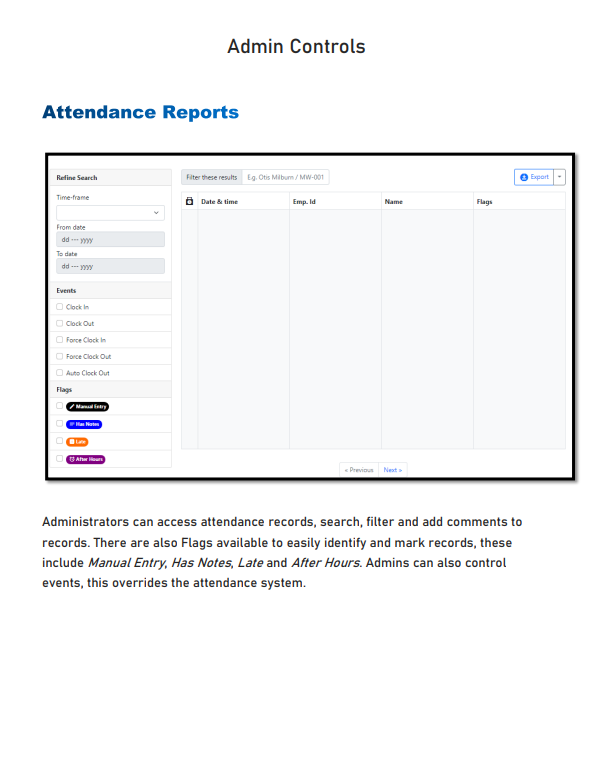 Admin Controls
Attendance Reports
Refine Search
Filter these results E.g. Otis Milburn / MW-001
Export
Time-frame
From date
dd --- yyyy
To date
dd --- yyyy
Date & time Emp. Id Name Flags
Events
Clock In
Clock Out
Force Clock In
Force Clock Out
Auto Clock Out
Flags
Manual Entry
Has Notes
Late
After Hours
« Previous Next »
Administrators can access attendance records, search, filter and add comments to
records. There are also Flags available to easily identify and mark records, these
include Manual Entry, Has Notes, Late and After Hours. Admins can also control
events, this overrides the attendance system.